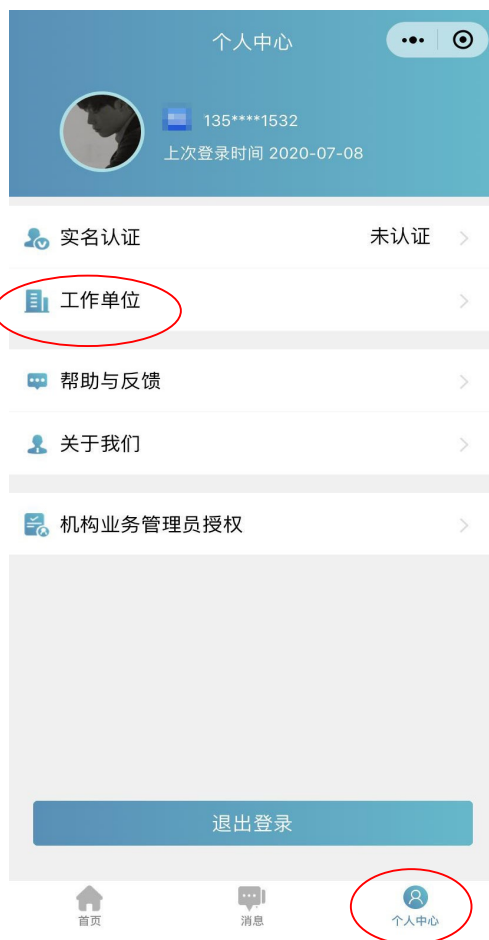 个人中心
135****1532
上次登录时间 2020-07-08
实名认证 未认证
工作单位
帮助与反馈
关于我们
机构业务管理员授权
退出登录
首页 消息 个人中心